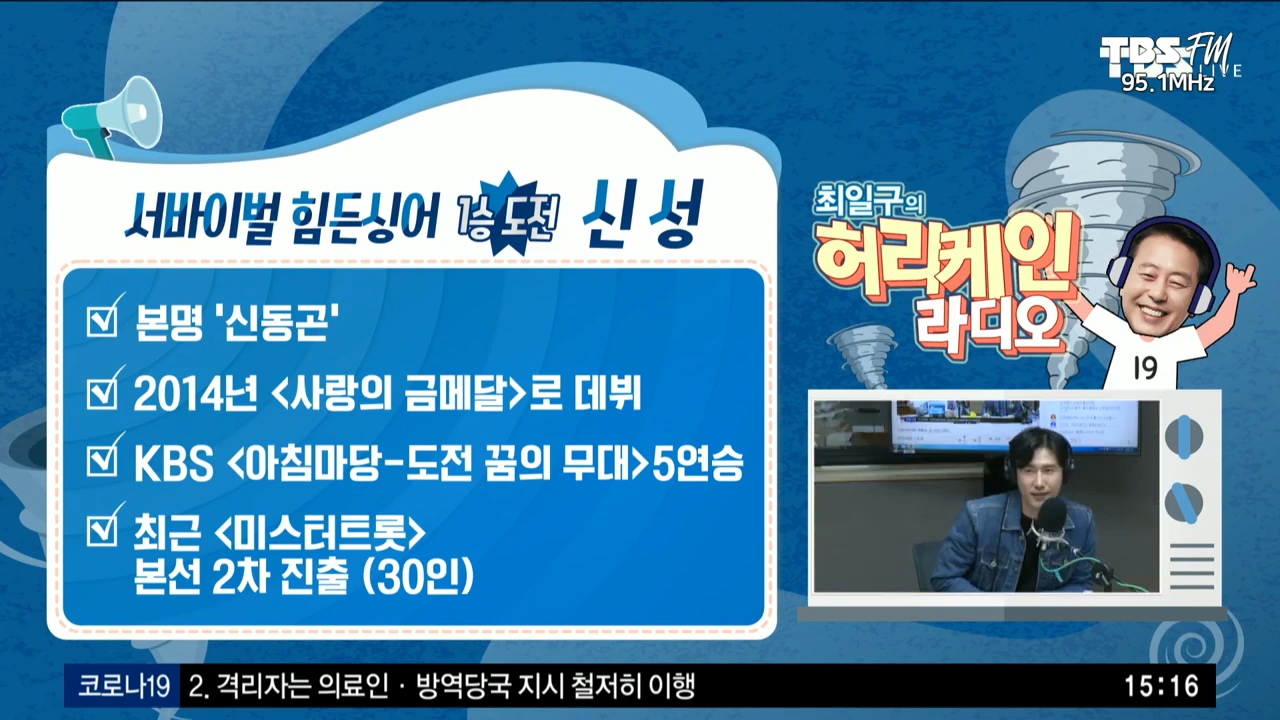 TBS FM
LIVE
95.1MHz
서바이벌 힘든싱어 1승 도전 신성
본명 '신동곤'
2014년 <사랑의 금메달>로 데뷔
KBS <아침마당-도전 꿈의 무대>5연승
최근 <미스터트롯>
본선 2차 진출 (30인)
최일구의
허리케인
라디오
19
코로나19 2. 격리자는 의료인 · 방역당국 지시 철저히 이행 15:16